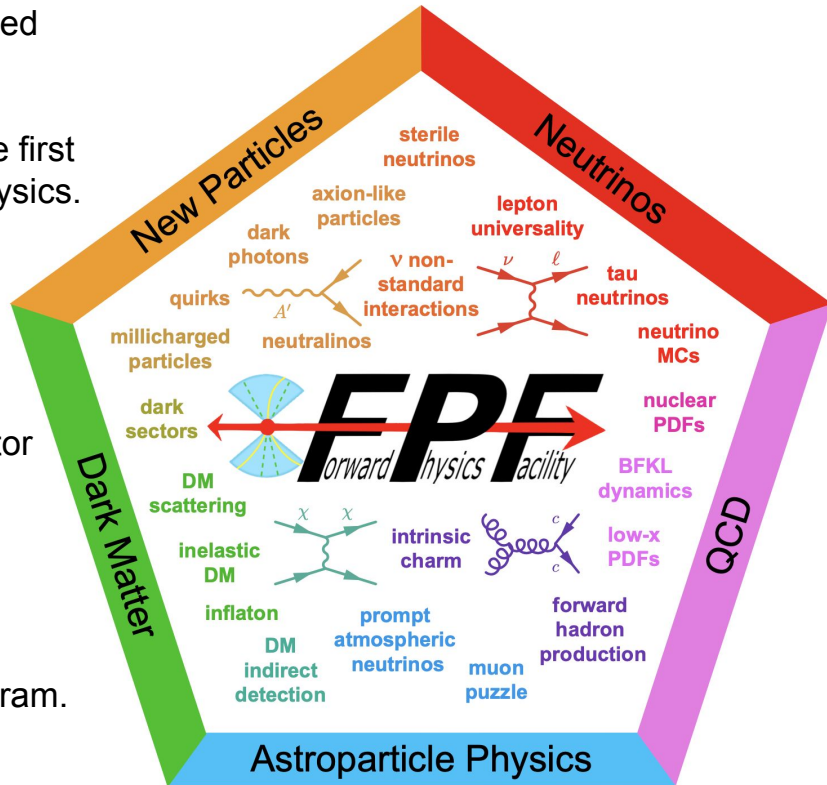 ed
e first
ysics.
tor
ram.
New Particles
Neutrinos
sterile
neutrinos
axion-like
particles
lepton
universality
dark
photons
ν non-
standard
interactions
ν
ℓ
tau
neutrinos
quirks
A′
neutralinos
millicharged
particles
neutrino
MCs
dark
sectors
FPF
Forward Physics Facility
nuclear
PDFs
BFKL
dynamics
Dark Matter
QCD
DM
scattering
χ χ
inelastic
DM
intrinsic
charm
c
c
low-x
PDFs
inflaton
prompt
atmospheric
neutrinos
forward
hadron
production
DM
indirect
detection
muon
puzzle
Astroparticle Physics